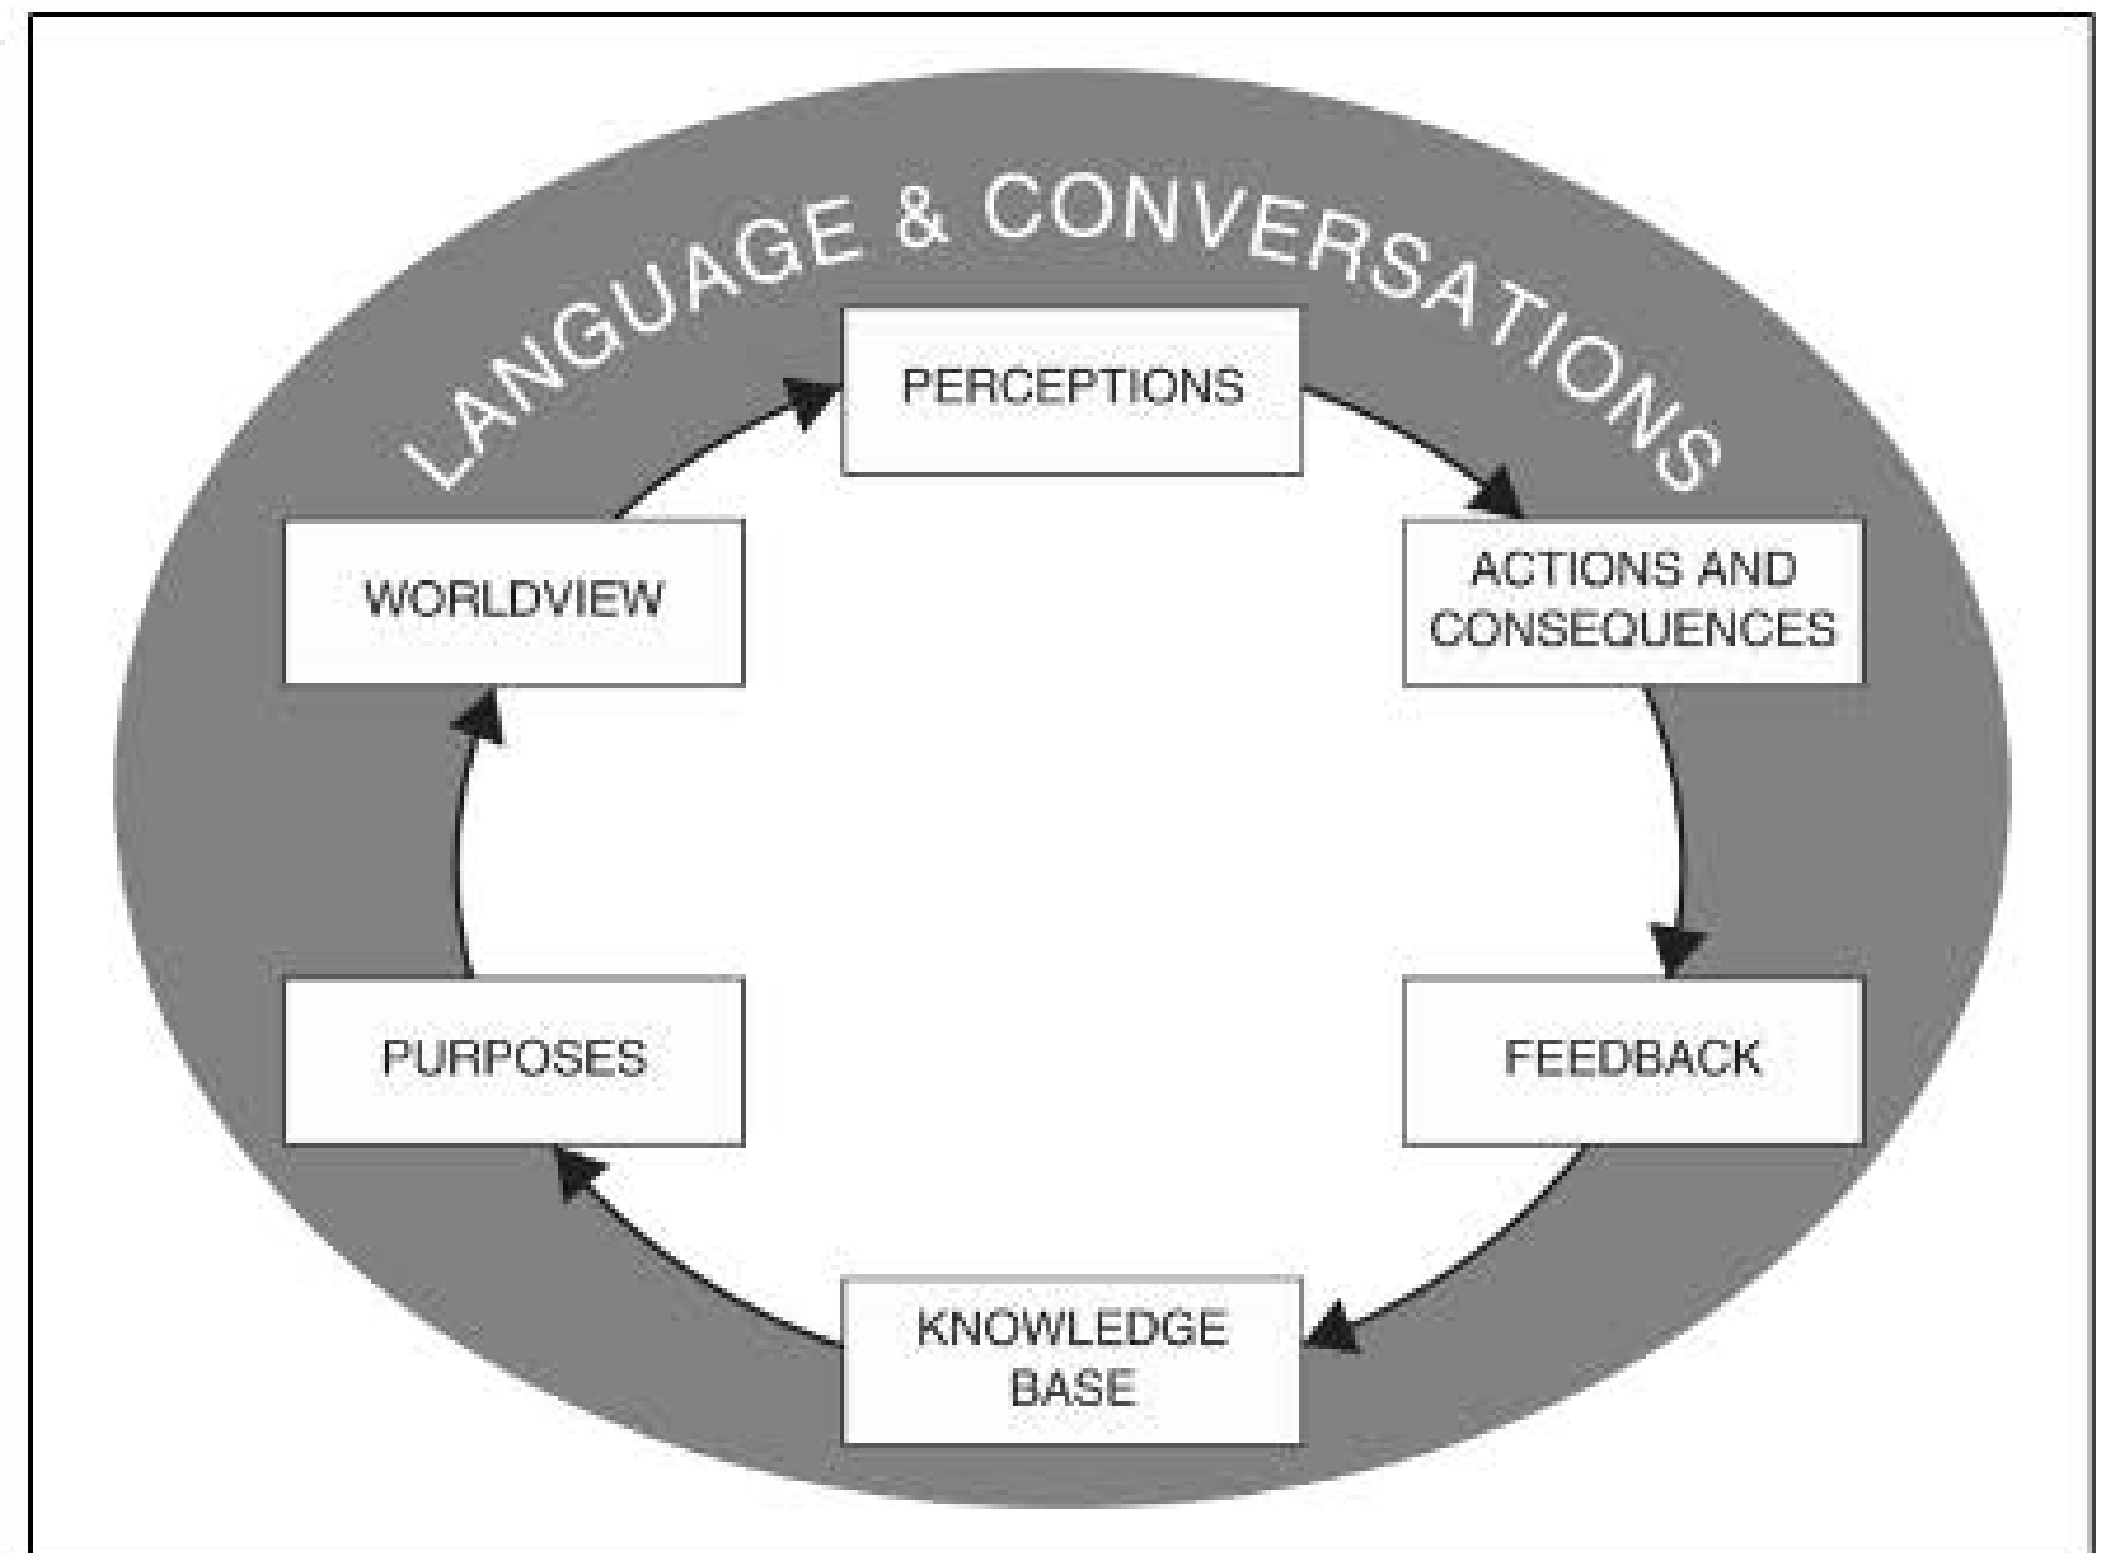 LANGUAGE & CONVERSATIONS
PERCEPTIONS
WORLDVIEW
ACTIONS AND
CONSEQUENCES
PURPOSES
FEEDBACK
KNOWLEDGE
BASE